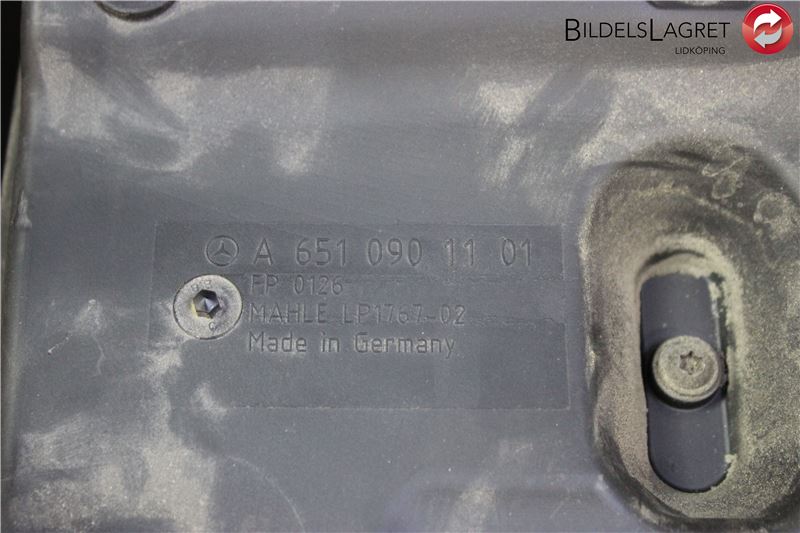 BILDELSLAGRET
LIDKÖPING
A 651 090 11 01
FP 0126
MAHLE LP1767-02
Made in Germany